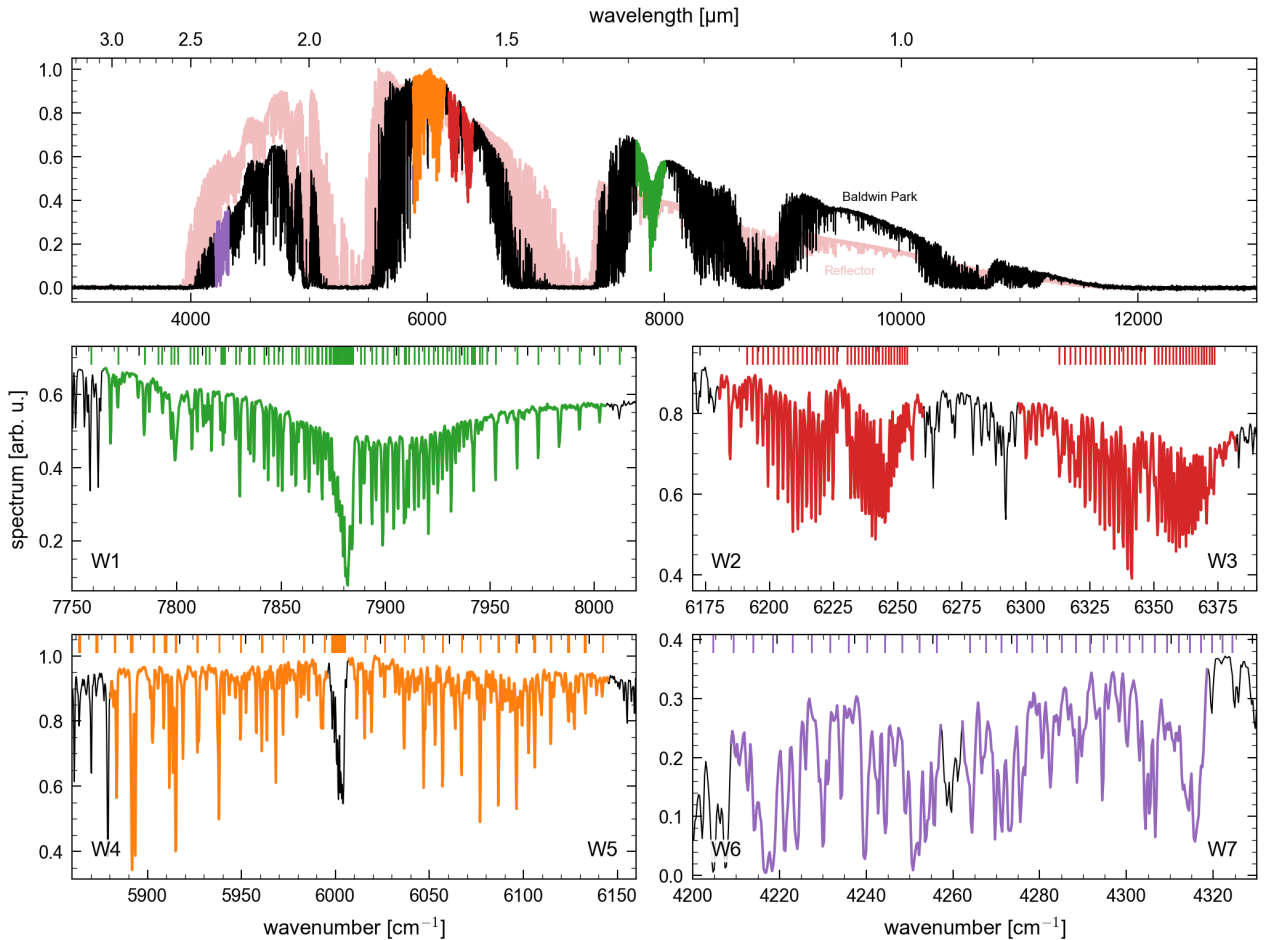 wavelength [µm]
3.0 2.5 2.0 1.5 1.0
1.0
0.8
0.6
0.4
0.2
0.0
Baldwin Park
Reflector
4000 6000 8000 10000 12000
spectrum [arb. u.]
0.6
0.4
0.2
W1
7750 7800 7850 7900 7950 8000
0.8
0.6
0.4
W2 W3
6175 6200 6225 6250 6275 6300 6325 6350 6375
1.0
0.8
0.6
0.4
W4 W5
5900 5950 6000 6050 6100
wavenumber [cm⁻¹]
0.4
0.3
0.2
0.1
0.0
W6 W7
4200 4220 4240 4260 4280 4300 4320
wavenumber [cm⁻¹]